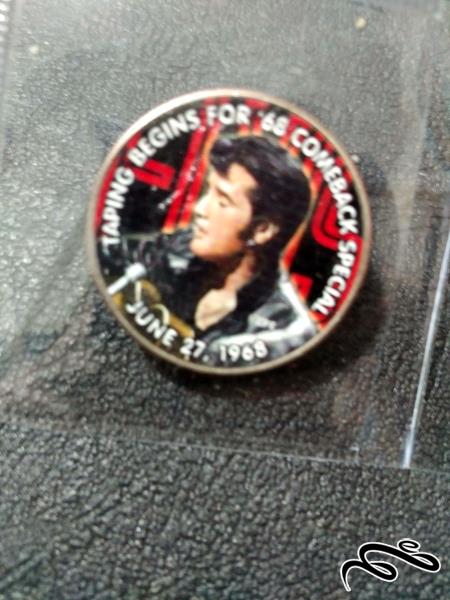 TAPING BEGINS FOR '68 COMEBACK SPECIAL
JUNE 27, 1968